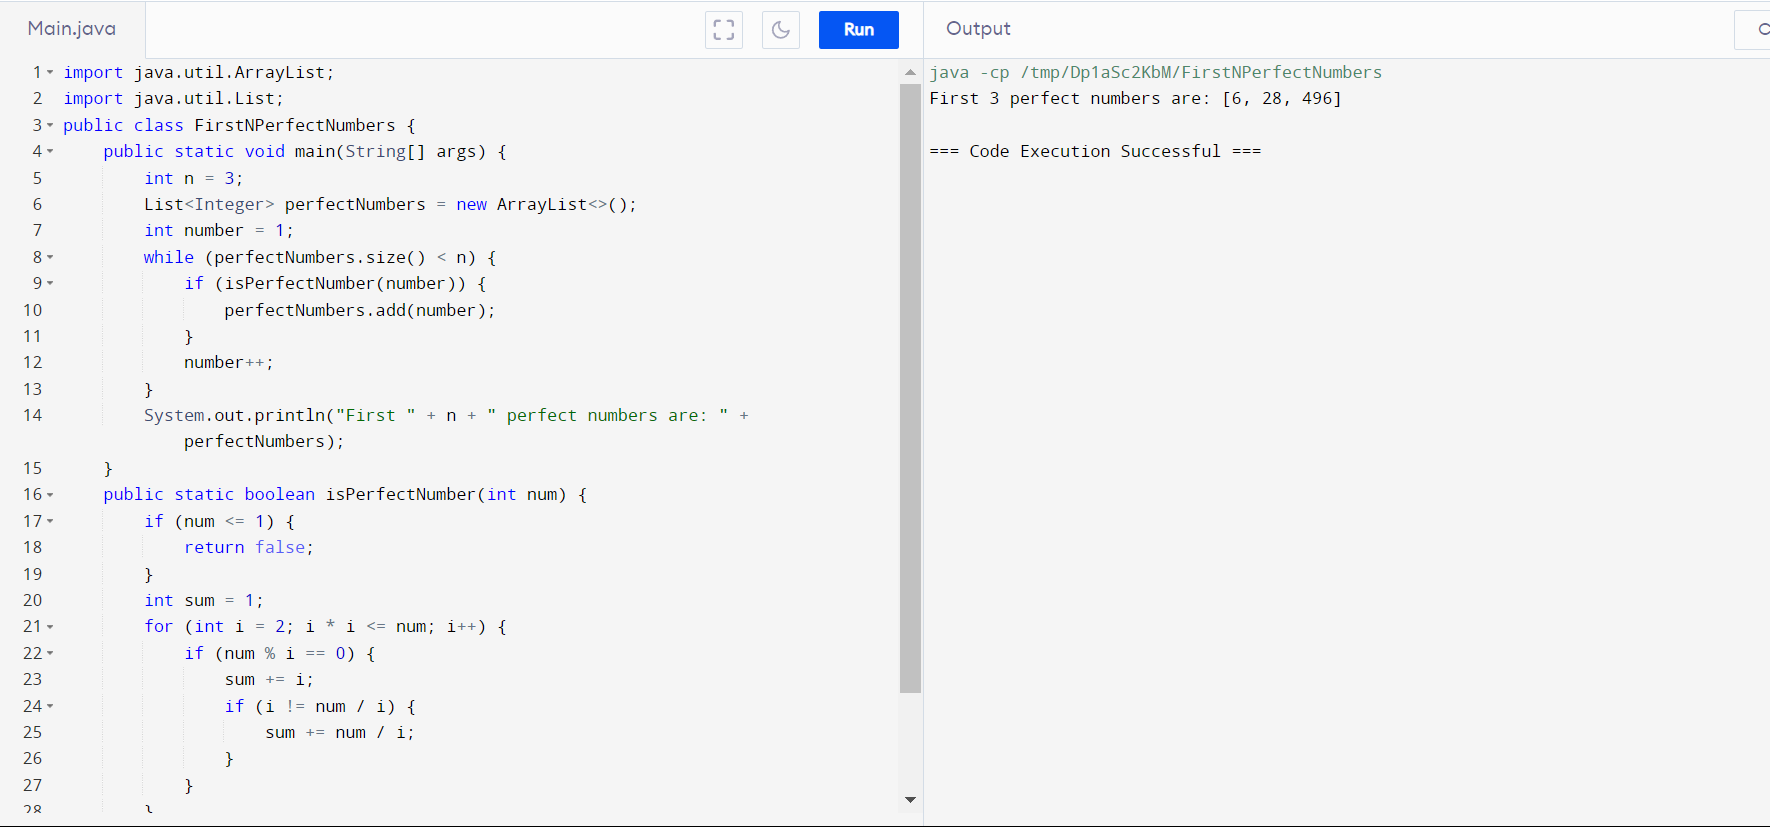 Main.java
Run
Output
1 import java.util.ArrayList;
2 import java.util.List;
3 public class FirstNPerfectNumbers {
4     public static void main(String[] args) {
5         int n = 3;
6         List<Integer> perfectNumbers = new ArrayList<>();
7         int number = 1;
8         while (perfectNumbers.size() < n) {
9             if (isPerfectNumber(number)) {
10                 perfectNumbers.add(number);
11             }
12             number++;
13         }
14         System.out.println("First " + n + " perfect numbers are: " +
            perfectNumbers);
15     }
16     public static boolean isPerfectNumber(int num) {
17         if (num <= 1) {
18             return false;
19         }
20         int sum = 1;
21         for (int i = 2; i * i <= num; i++) {
22             if (num % i == 0) {
23                 sum += i;
24                 if (i != num / i) {
25                     sum += num / i;
26                 }
27             }
28         }
java -cp /tmp/Dp1aSc2KbM/FirstNPerfectNumbers
First 3 perfect numbers are: [6, 28, 496]
=== Code Execution Successful ===